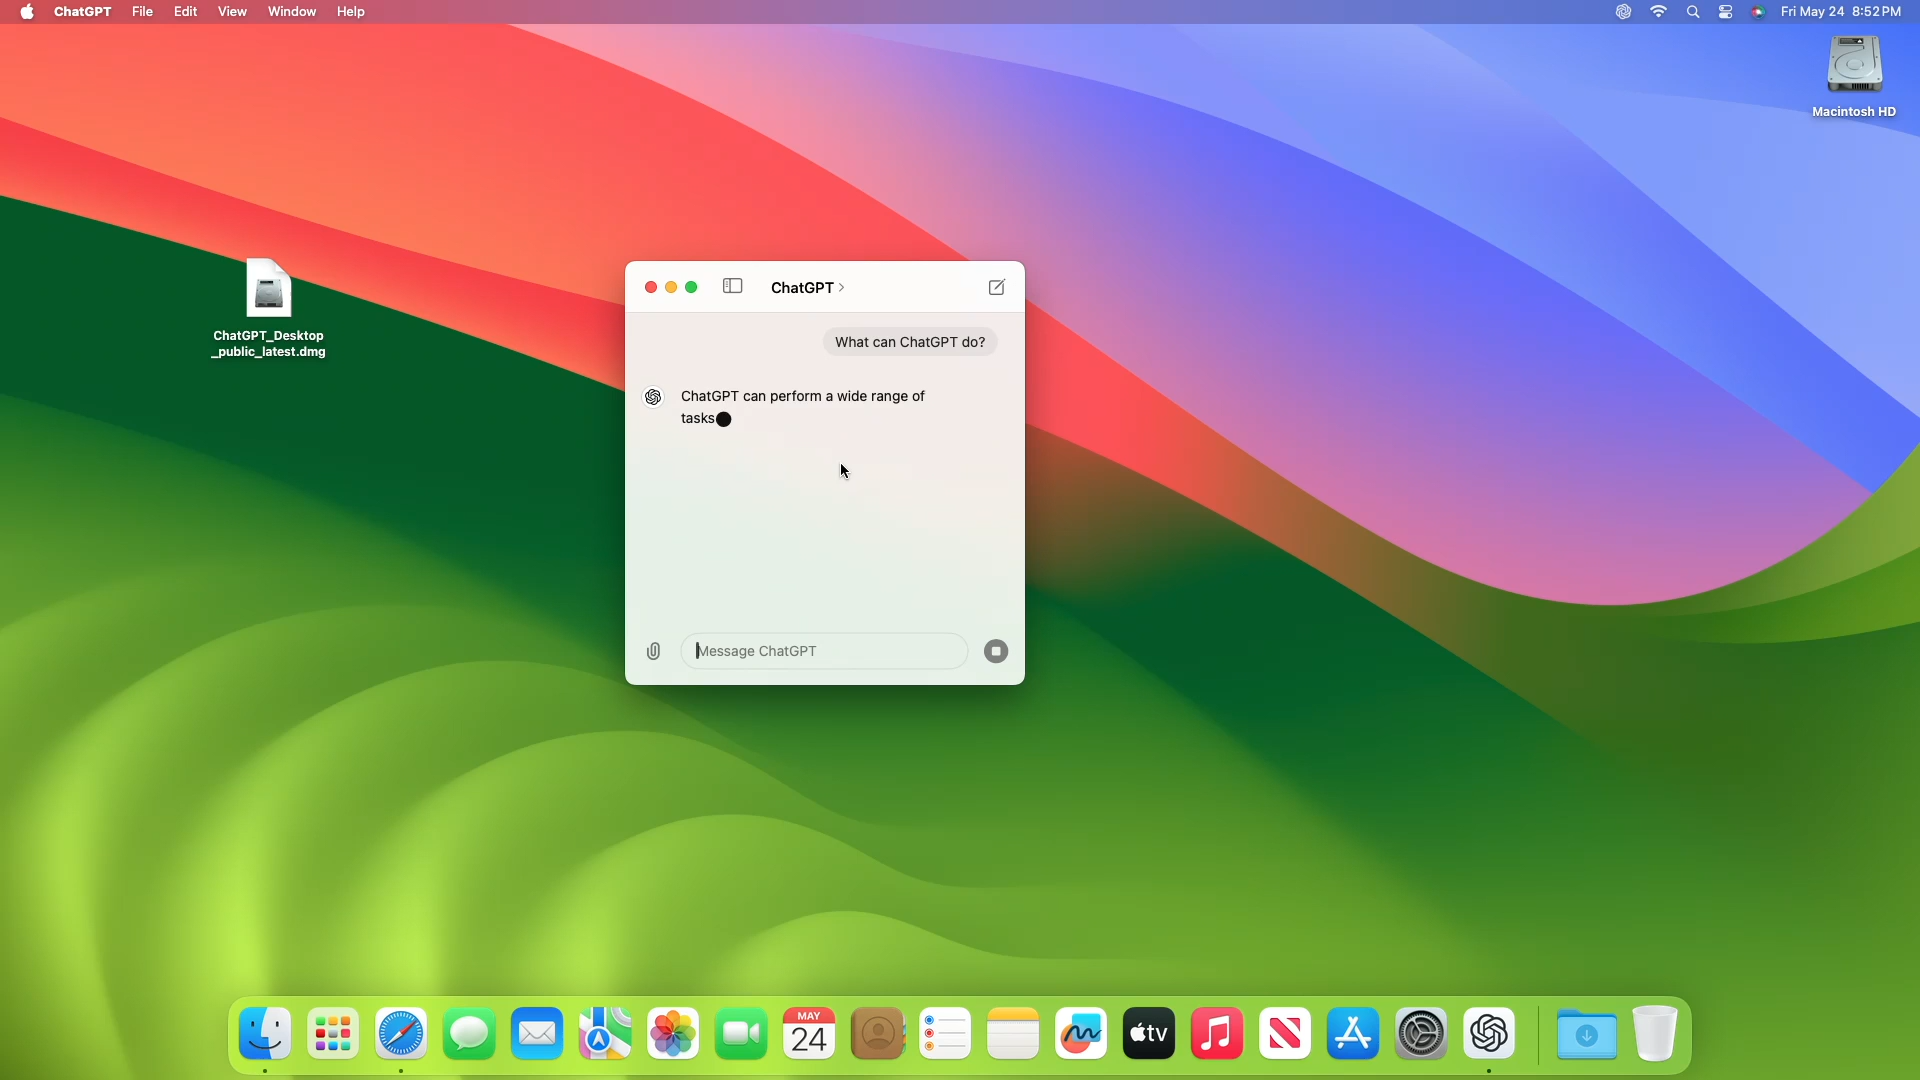 ChatGPT File Edit View Window Help Fri May 24 8:52 PM
Macintosh HD
ChatGPT_Desktop
_public_latest.dmg
ChatGPT
What can ChatGPT do?
ChatGPT can perform a wide range of
tasks
Message ChatGPT
MAY
24
tv